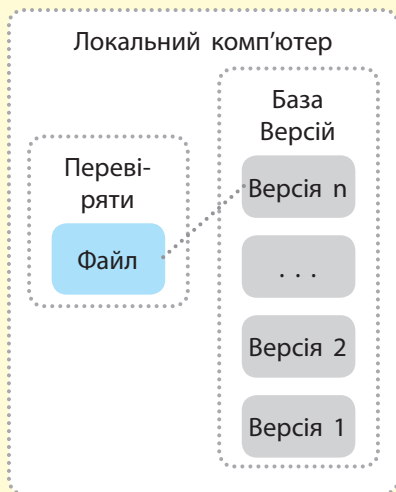 Локальний комп'ютер
Переві-
ряти
Файл
База
Версій
Версія n
. . .
Версія 2
Версія 1